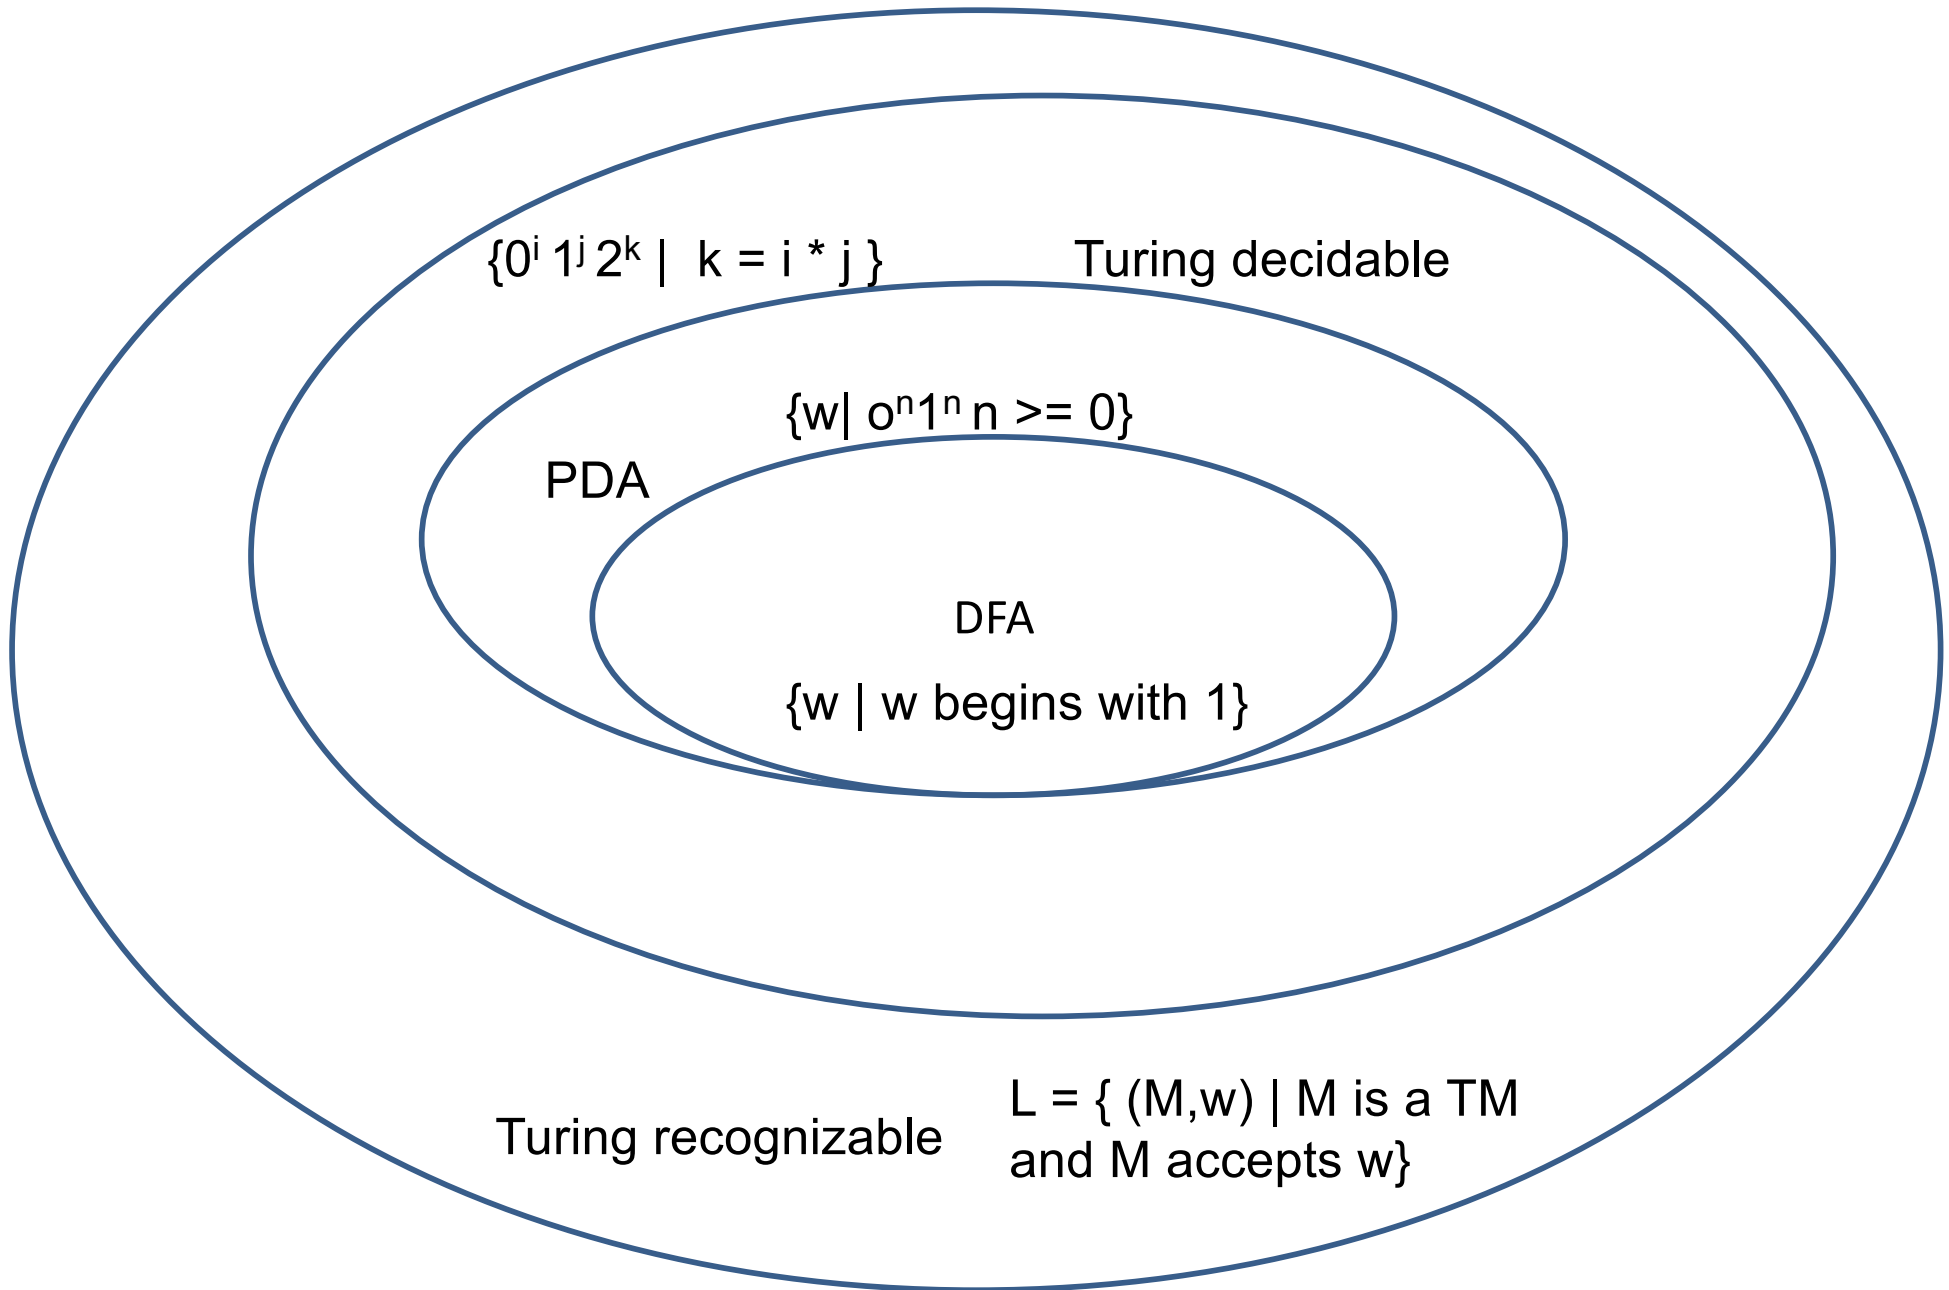 {0ⁱ 1ʲ 2ᵏ | k = i * j } Turing decidable
{w| oⁿ1ⁿ n >= 0}
PDA
DFA
{w | w begins with 1}
Turing recognizable
L = { (M,w) | M is a TM
and M accepts w}